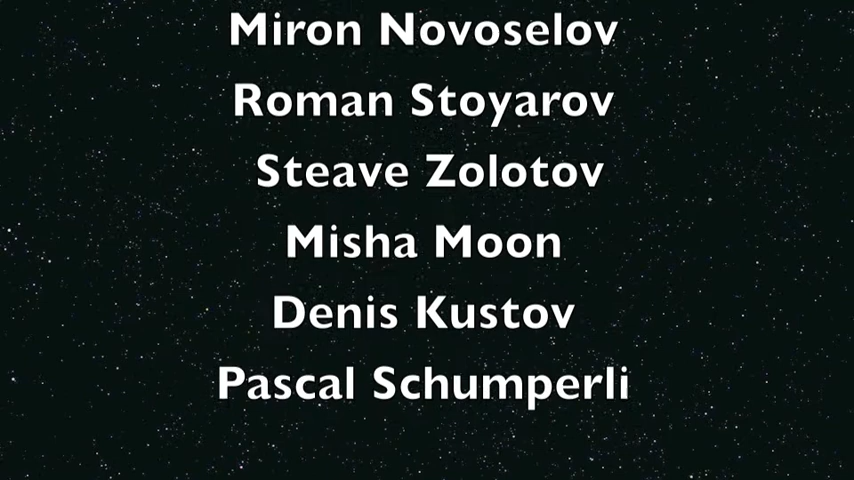 Miron Novoselov
Roman Stoyarov
Steave Zolotov
Misha Moon
Denis Kustov
Pascal Schumperli